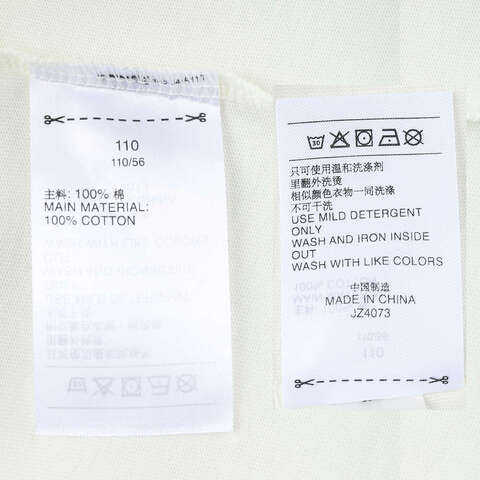 110
110/56
主料: 100% 棉
MAIN MATERIAL:
100% COTTON
30
只可使用温和洗涤剂
里翻外洗烫
相似颜色衣物一同洗涤
不可干洗
USE MILD DETERGENT
ONLY
WASH AND IRON INSIDE
OUT
WASH WITH LIKE COLORS
中国制造
MADE IN CHINA
JZ4073